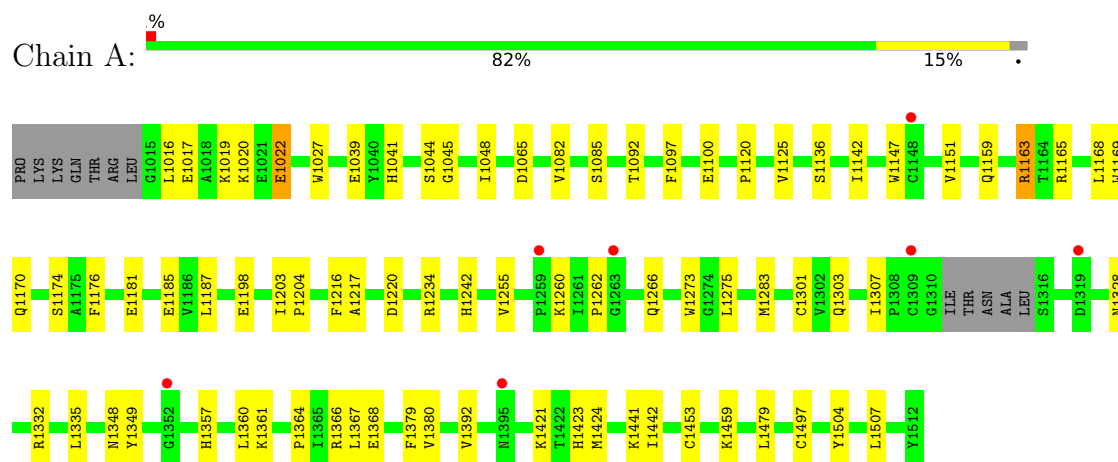 .%
Chain A:
82% 15% •
PRO LYS LYS GLN THR ARG LEU G1015 L1016 E1017 A1018 K1019 K1020 E1021 E1022 W1027 E1039 Y1040 H1041 S1044 G1045 I1048 D1065 V1082 S1085 T1092 F1097 E1100 P1120 V1125 S1136 I1142 W1147 C1148 V1151 Q1159 R1163 T1164 R1165 L1168 W1169
Q1170 S1174 A1175 F1176 E1181 E1185 V1186 L1187 E1198 I1203 P1204 F1216 A1217 D1220 R1234 H1242 V1255 P1259 K1260 I1261 P1262 G1263 Q1266 W1273 G1274 L1275 M1283 C1301 V1302 Q1303 I1307 P1308 C1309 G1310 ILE THR ASN ALA LEU S1316 D1319 N1328
R1332 L1335 N1348 Y1349 G1352 H1357 L1360 K1361 P1364 I1365 R1366 L1367 E1368 F1379 V1380 V1392 N1395 K1421 T1422 H1423 M1424 K1441 I1442 C1453 K1459 L1479 C1497 Y1504 L1507 Y1512